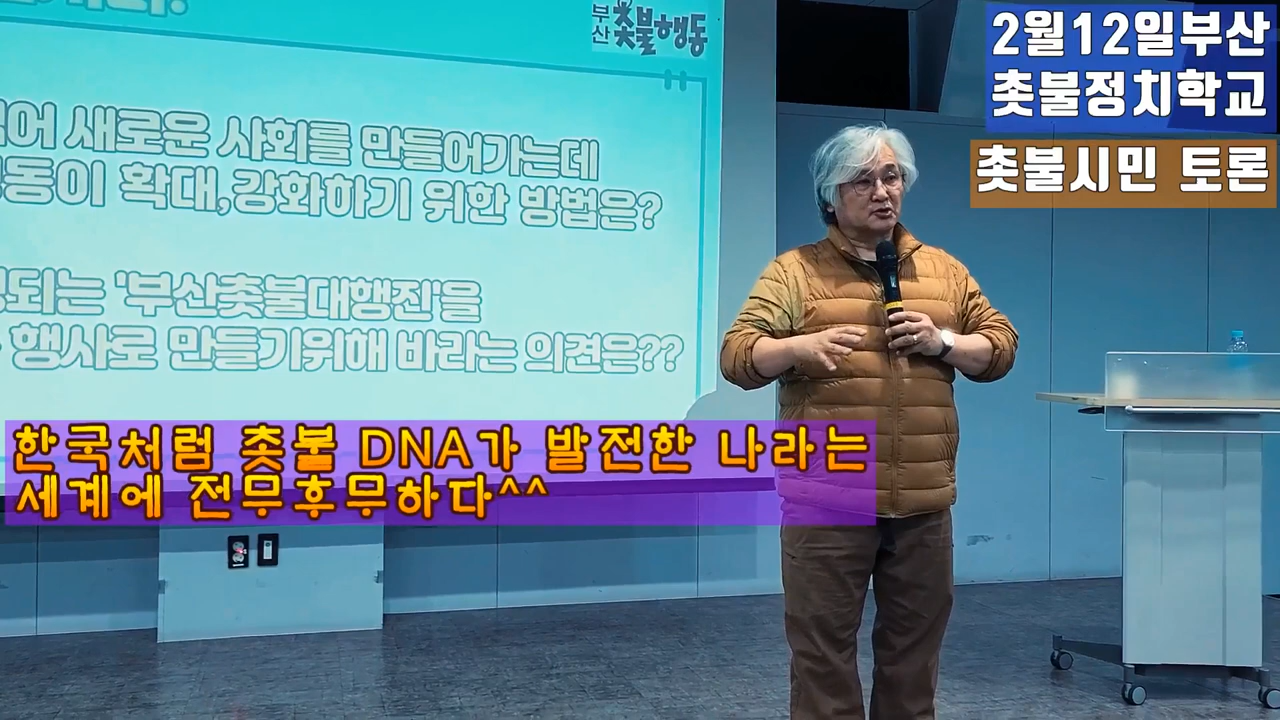 부산
촛불행동
2월12일부산
촛불정치학교
촛불시민 토론
새로운 사회를 만들어가는데
확대,강화하기 위한 방법은?
되는 '부산촛불대행진'을
행사로 만들기위해 바라는 의견은??
한국처럼 촛불 DNA가 발전한 나라는
세계에 전무후무하다^^